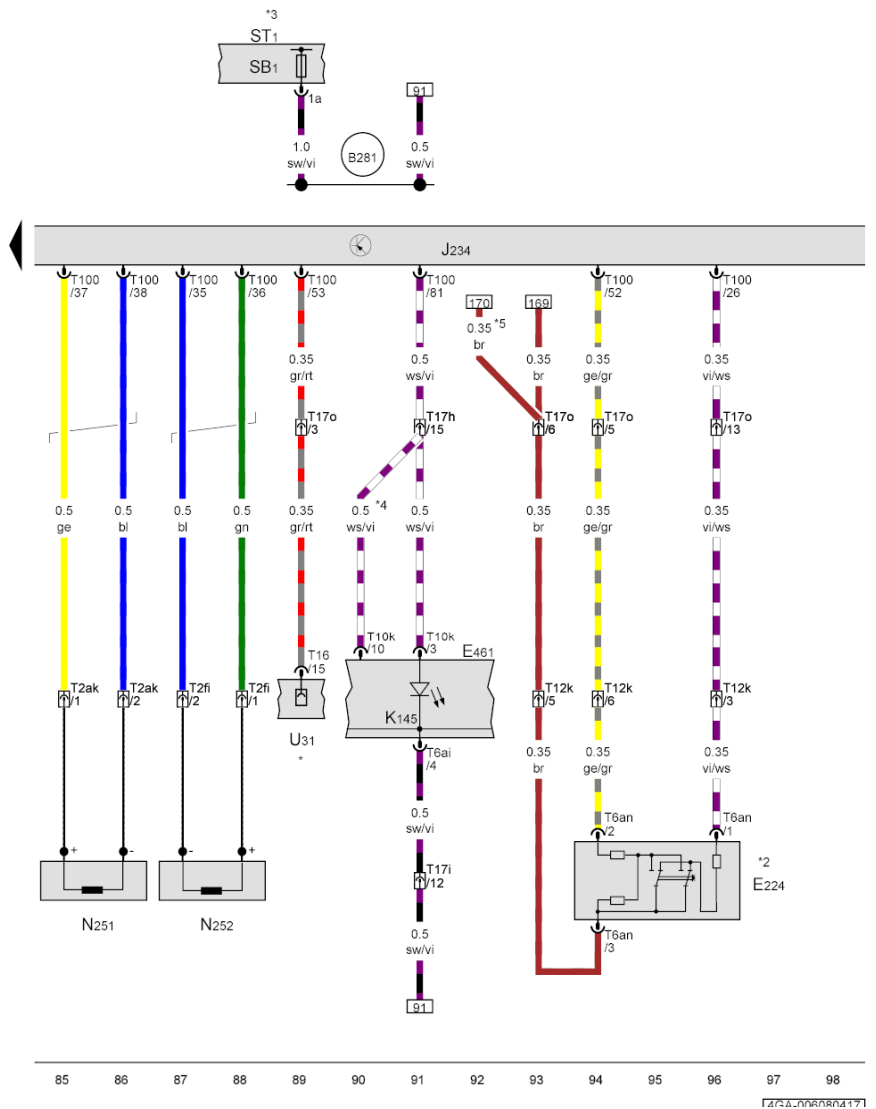 *3
ST1
SB1
1a
91
1.0
sw/vi
B281
0.5
sw/vi
J234
T100
/37
T100
/38
T100
/35
T100
/36
T100
/53
T100
/81
T100
/52
T100
/26
170
169
0.35 *5
br
0.35
gr/rt
0.5
ws/vi
0.35
br
0.35
ge/gr
0.35
vi/ws
T17o
/3
T17h
/15
T17o
/6
T17o
/5
T17o
/13
*4
0.5
ge
0.5
bl
0.5
bl
0.5
gn
0.35
gr/rt
0.5
ws/vi
0.5
ws/vi
0.35
br
0.35
ge/gr
0.35
vi/ws
T16
/15
T10k
/10
T10k
/3
E461
T2ak
/1
T2ak
/2
T2fi
/2
T2fi
/1
T12k
/5
T12k
/6
T12k
/3
K145
U31
*
T6ai
/4
0.35
br
0.35
ge/gr
0.35
vi/ws
0.5
sw/vi
T6an
/2
T6an
/1
+
-
-
+
T17i
/12
*2
E224
N251
N252
0.5
sw/vi
T6an
/3
91
85 86 87 88 89 90 91 92 93 94 95 96 97 98
4GA-006080417